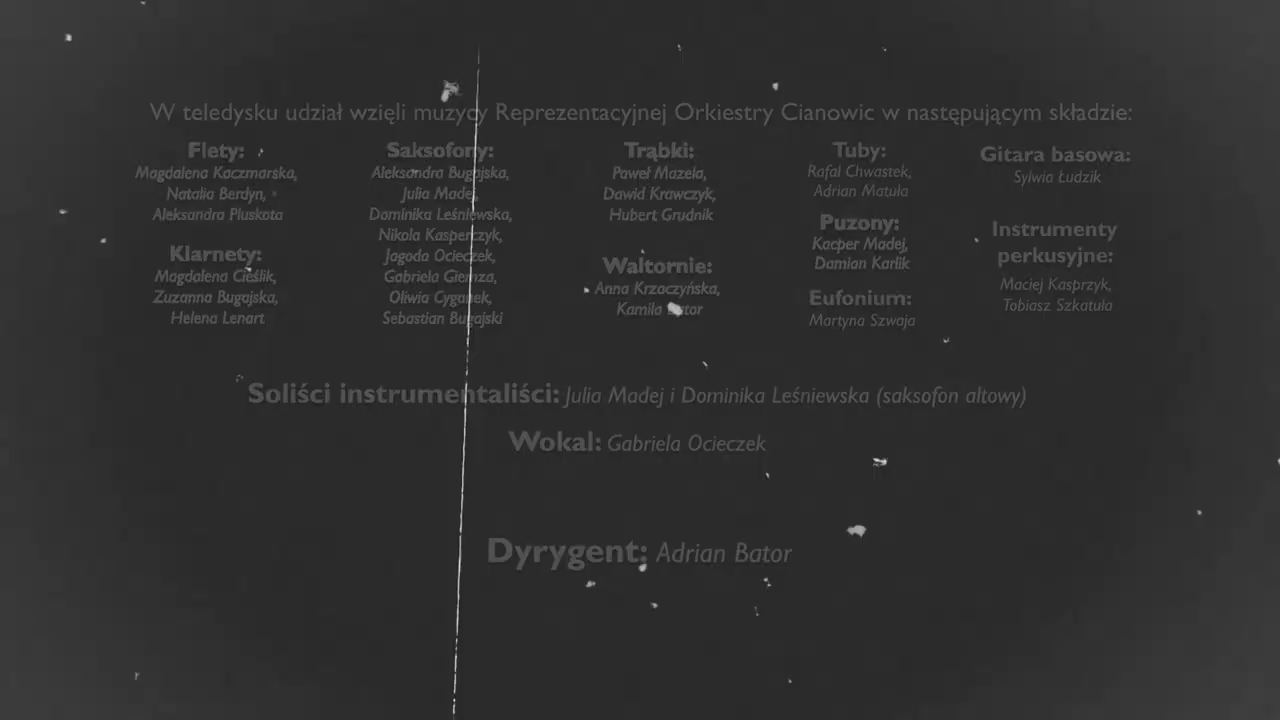 W teledysku udział wzięli muzycy Reprezentacyjnej Orkiestry Cianowic w następującym składzie:
Flety:
Magdalena Kaczmarska,
Natalia Berdyn,
Aleksandra Pluskota
Klarnety:
Magdalena Cieślik,
Zuzanna Bugajska,
Helena Lenart
Saksofony:
Aleksandra Bugajska,
Julia Madej,
Dominika Leśniewska,
Nikola Kasperczyk,
Jagoda Ocieczek,
Gabriela Giemza,
Oliwia Cyganek,
Sebastian Bugajski
Trąbki:
Paweł Mazela,
Dawid Krawczyk,
Hubert Grudnik
Waltornie:
Anna Krzaczyńska,
Kamila Bator
Tuby:
Rafał Chwastek,
Adrian Matuła
Puzony:
Kacper Madej,
Damian Karlik
Eufonium:
Martyna Szwaja
Gitara basowa:
Sylwia Łudzik
Instrumenty
perkusyjne:
Maciej Kasprzyk,
Tobiasz Szkatuła
Soliści instrumentaliści: Julia Madej i Dominika Leśniewska (saksofon altowy)
Wokal: Gabriela Ocieczek
Dyrygent: Adrian Bator